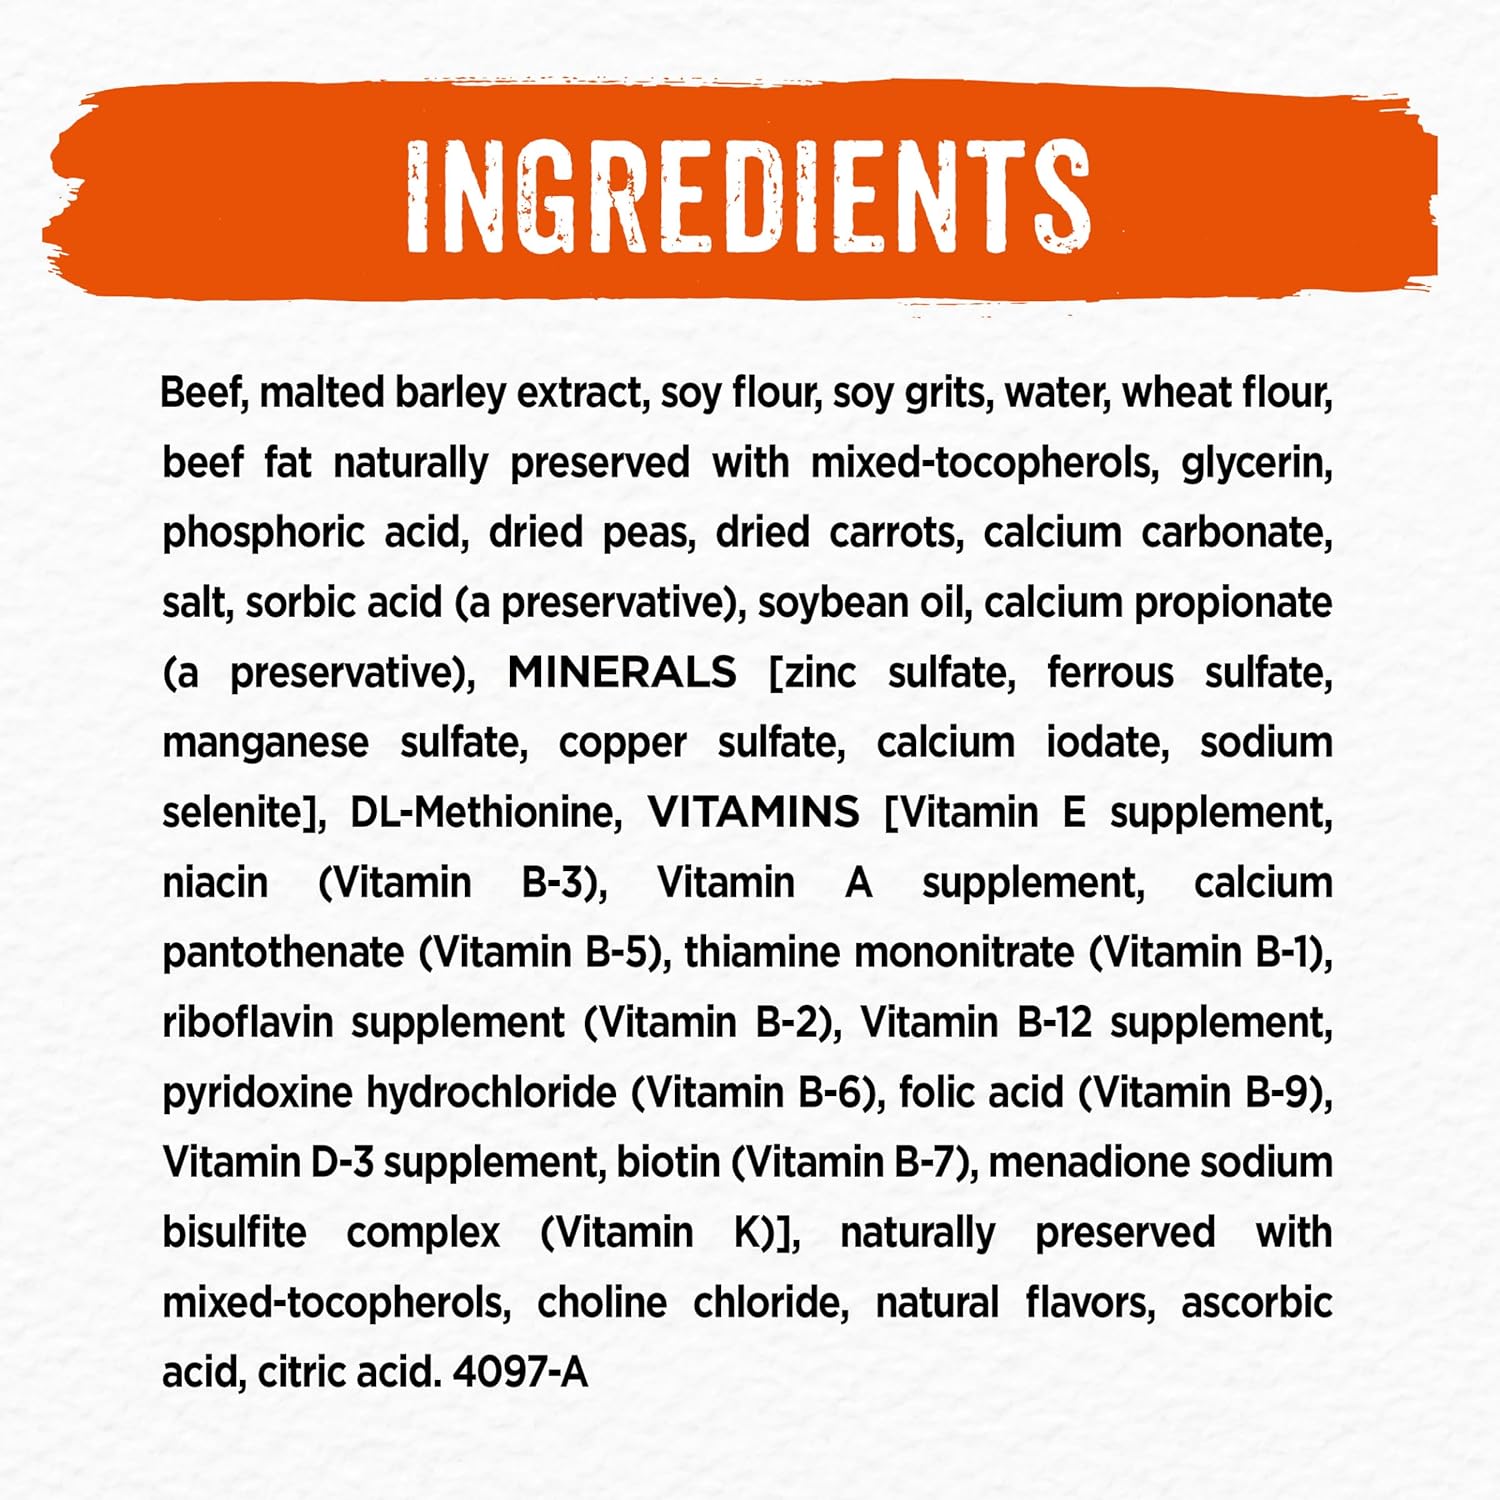 INGREDIENTS
Beef, malted barley extract, soy flour, soy grits, water, wheat flour,
beef fat naturally preserved with mixed-tocopherols, glycerin,
phosphoric acid, dried peas, dried carrots, calcium carbonate,
salt, sorbic acid (a preservative), soybean oil, calcium propionate
(a preservative), MINERALS [zinc sulfate, ferrous sulfate,
manganese sulfate, copper sulfate, calcium iodate, sodium
selenite], DL-Methionine, VITAMINS [Vitamin E supplement,
niacin (Vitamin B-3), Vitamin A supplement, calcium
pantothenate (Vitamin B-5), thiamine mononitrate (Vitamin B-1),
riboflavin supplement (Vitamin B-2), Vitamin B-12 supplement,
pyridoxine hydrochloride (Vitamin B-6), folic acid (Vitamin B-9),
Vitamin D-3 supplement, biotin (Vitamin B-7), menadione sodium
bisulfite complex (Vitamin K)], naturally preserved with
mixed-tocopherols, choline chloride, natural flavors, ascorbic
acid, citric acid. 4097-A